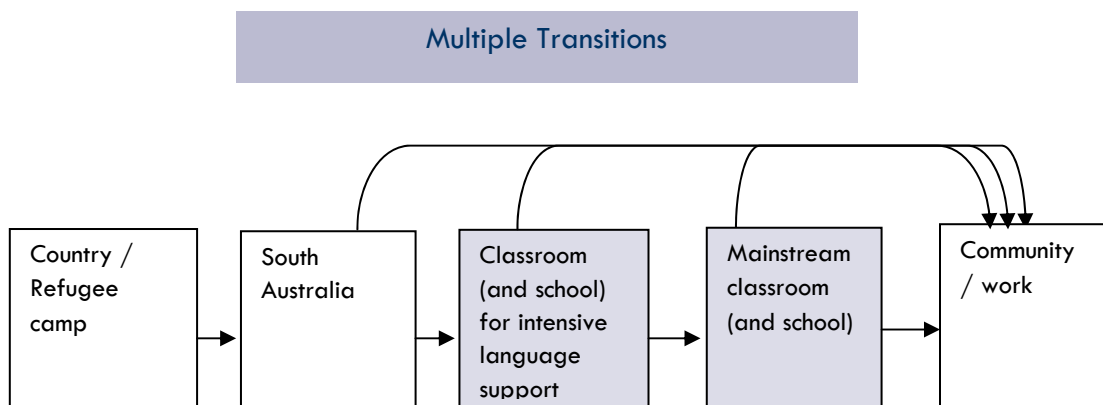 Multiple Transitions
Country /
Refugee
camp
South
Australia
Classroom
(and school)
for intensive
language
support
Mainstream
classroom
(and school)
Community
/ work